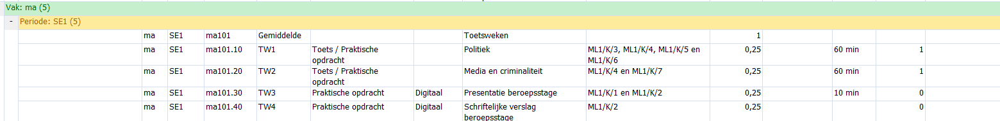 Vak: ma (5)
- Periode: SE1 (5)
ma SE1 ma101 Gemiddelde Toetsweken 1
ma SE1 ma101.10 TW1 Toets / Praktische opdracht Politiek ML1/K/3, ML1/K/4, ML1/K/5 en ML1/K/6 0,25 60 min 1
ma SE1 ma101.20 TW2 Toets / Praktische opdracht Media en criminaliteit ML1/K/4 en ML1/K/7 0,25 60 min 1
ma SE1 ma101.30 TW3 Praktische opdracht Digitaal Presentatie beroepsstage ML1/K/1 en ML1/K/2 0,25 10 min 0
ma SE1 ma101.40 TW4 Praktische opdracht Digitaal Schriftelijke verslag beroepsstage ML1/K/2 0,25 0